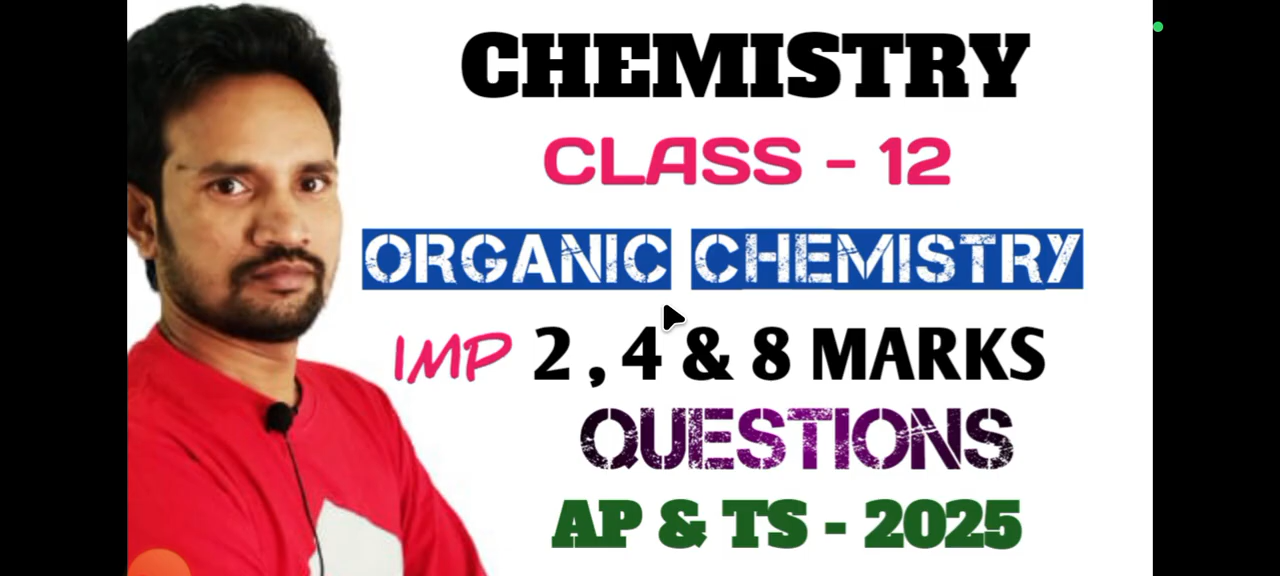 CHEMISTRY
CLASS - 12
ORGANIC CHEMISTRY
IMP 2 , 4 & 8 MARKS
QUESTIONS
AP & TS - 2025